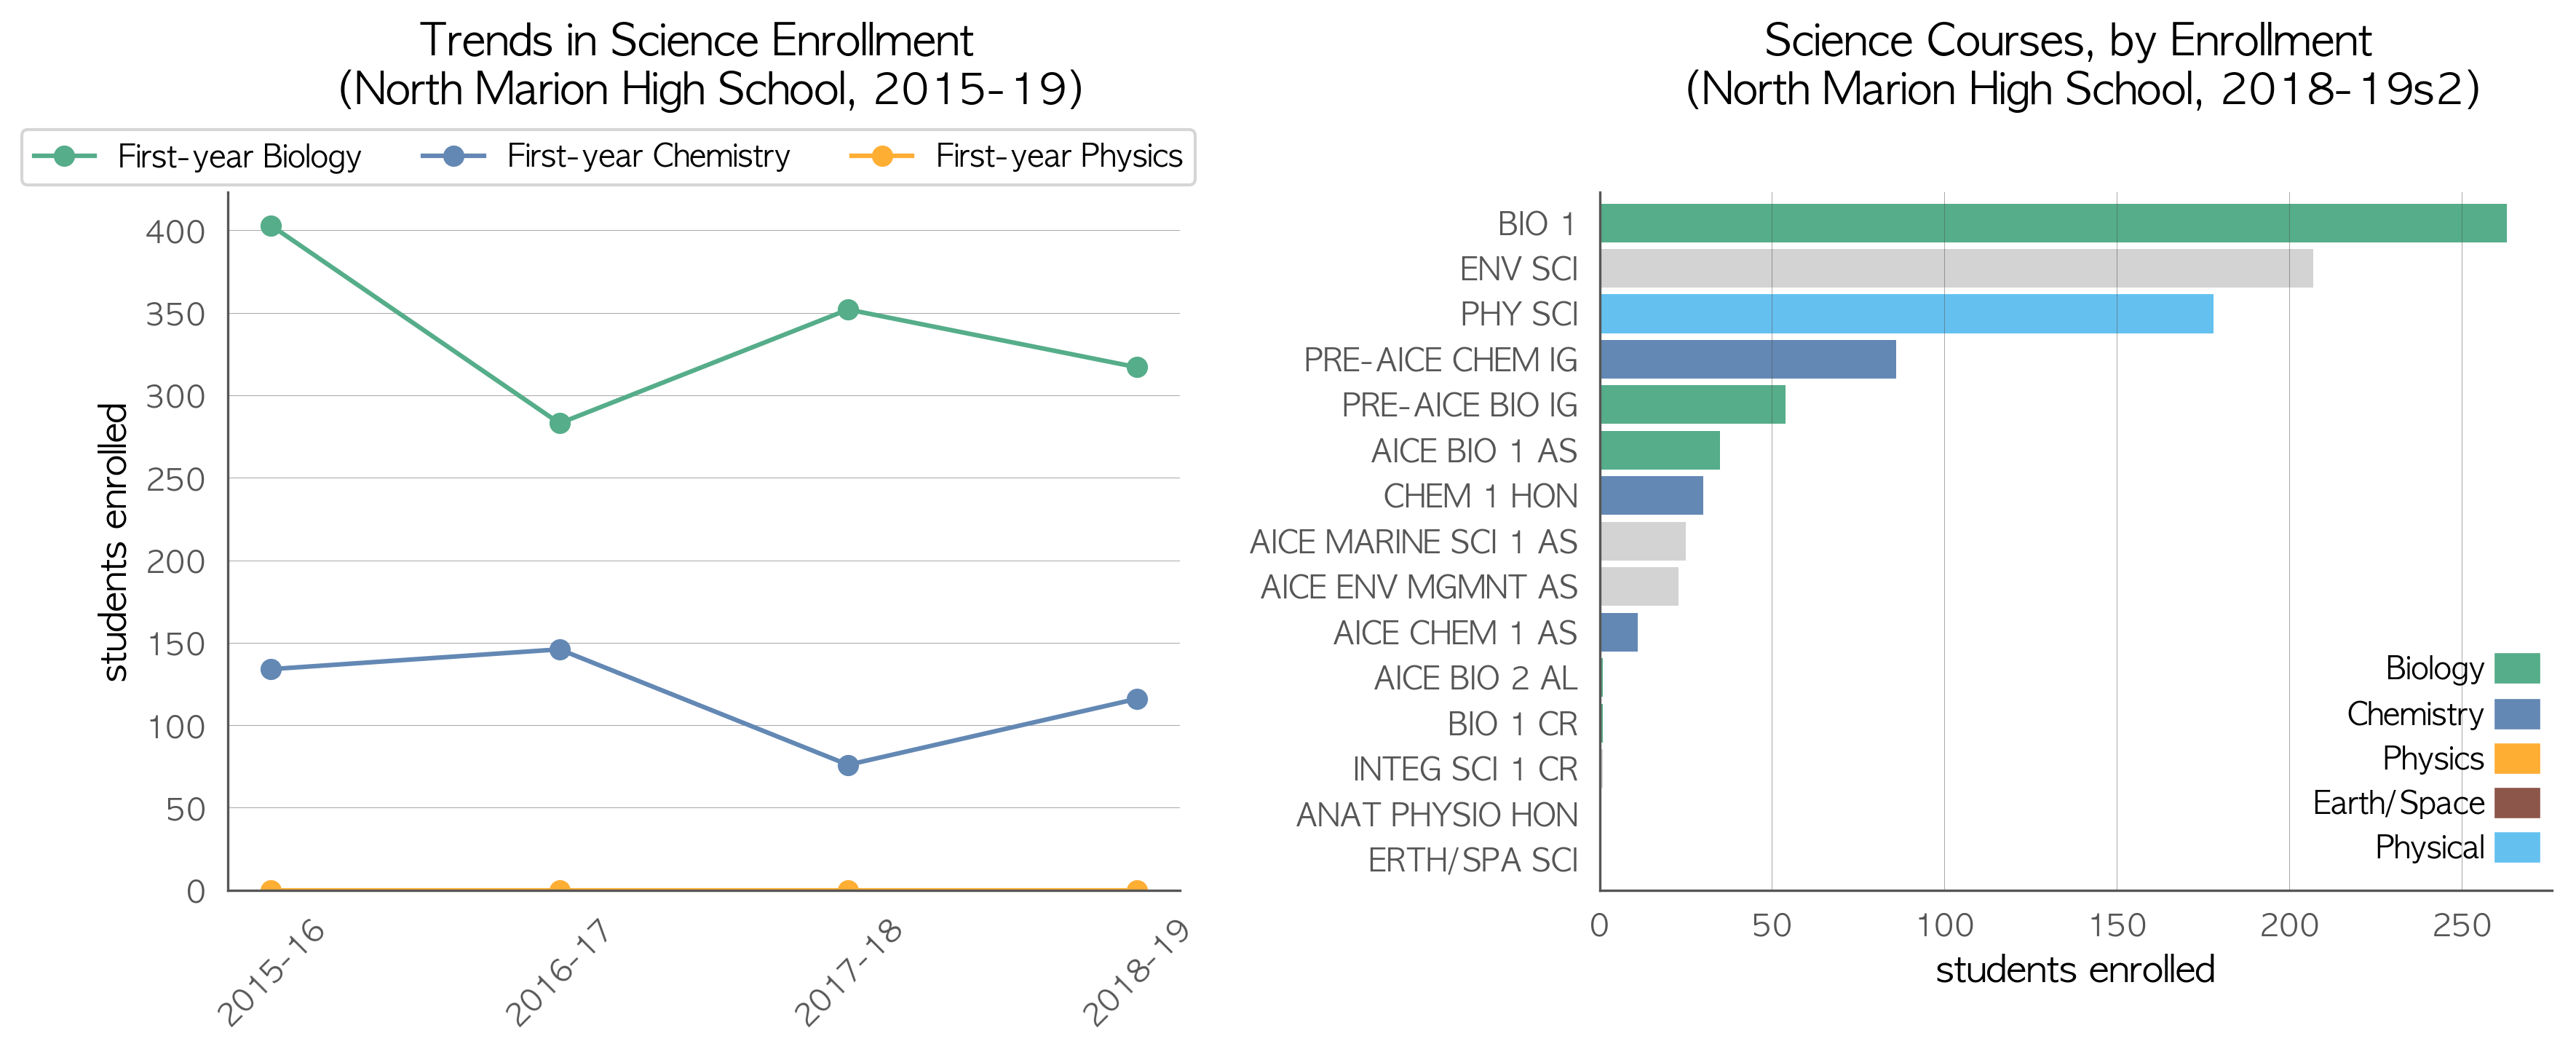 Trends in Science Enrollment
(North Marion High School, 2015-19)
First-year Biology
First-year Chemistry
First-year Physics
400
350
300
250
200
150
100
50
0
students enrolled
2015-16
2016-17
2017-18
2018-19
Science Courses, by Enrollment
(North Marion High School, 2018-19s2)
BIO 1
ENV SCI
PHY SCI
PRE-AICE CHEM IG
PRE-AICE BIO IG
AICE BIO 1 AS
CHEM 1 HON
AICE MARINE SCI 1 AS
AICE ENV MGMNT AS
AICE CHEM 1 AS
AICE BIO 2 AL
BIO 1 CR
INTEG SCI 1 CR
ANAT PHYSIO HON
ERTH/SPA SCI
Biology
Chemistry
Physics
Earth/Space
Physical
0
50
100
150
200
250
students enrolled